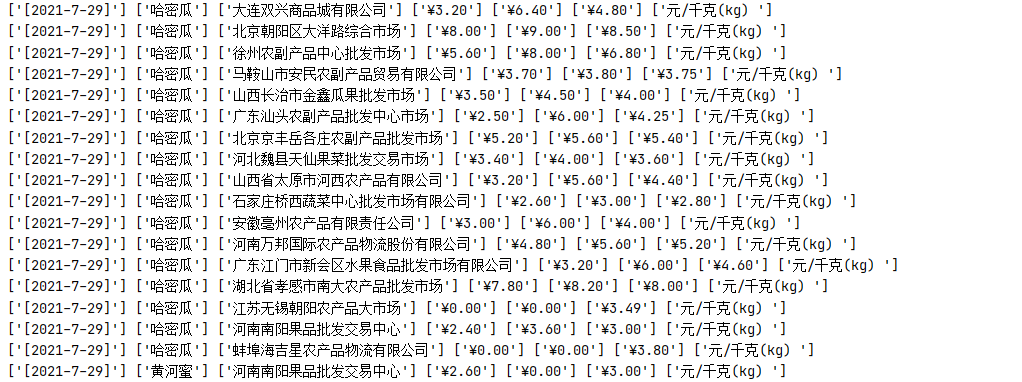 ['[2021-7-29]'] ['哈密瓜'] ['大连双兴商品城有限公司'] ['¥3.20'] ['¥6.40'] ['¥4.80'] ['元/千克(kg) ']
['[2021-7-29]'] ['哈密瓜'] ['北京朝阳区大洋路综合市场'] ['¥8.00'] ['¥9.00'] ['¥8.50'] ['元/千克(kg) ']
['[2021-7-29]'] ['哈密瓜'] ['徐州农副产品中心批发市场'] ['¥5.60'] ['¥8.00'] ['¥6.80'] ['元/千克(kg) ']
['[2021-7-29]'] ['哈密瓜'] ['马鞍山市安民农副产品贸易有限公司'] ['¥3.70'] ['¥3.80'] ['¥3.75'] ['元/千克(kg) ']
['[2021-7-29]'] ['哈密瓜'] ['山西长治市金鑫瓜果批发市场'] ['¥3.50'] ['¥4.50'] ['¥4.00'] ['元/千克(kg) ']
['[2021-7-29]'] ['哈密瓜'] ['广东汕头农副产品批发中心市场'] ['¥2.50'] ['¥6.00'] ['¥4.25'] ['元/千克(kg) ']
['[2021-7-29]'] ['哈密瓜'] ['北京京丰岳各庄农副产品批发市场'] ['¥5.20'] ['¥5.60'] ['¥5.40'] ['元/千克(kg) ']
['[2021-7-29]'] ['哈密瓜'] ['河北魏县天仙果菜批发交易市场'] ['¥3.40'] ['¥4.00'] ['¥3.60'] ['元/千克(kg) ']
['[2021-7-29]'] ['哈密瓜'] ['山西省太原市河西农产品有限公司'] ['¥3.20'] ['¥5.60'] ['¥4.40'] ['元/千克(kg) ']
['[2021-7-29]'] ['哈密瓜'] ['石家庄桥西蔬菜中心批发市场有限公司'] ['¥2.60'] ['¥3.00'] ['¥2.80'] ['元/千克(kg) ']
['[2021-7-29]'] ['哈密瓜'] ['安徽亳州农产品有限责任公司'] ['¥3.00'] ['¥6.00'] ['¥4.00'] ['元/千克(kg) ']
['[2021-7-29]'] ['哈密瓜'] ['河南万邦国际农产品物流股份有限公司'] ['¥4.80'] ['¥5.60'] ['¥5.20'] ['元/千克(kg) ']
['[2021-7-29]'] ['哈密瓜'] ['广东江门市新会区水果食品批发市场有限公司'] ['¥3.20'] ['¥6.00'] ['¥4.60'] ['元/千克(kg) ']
['[2021-7-29]'] ['哈密瓜'] ['湖北省孝感市南大农产品批发市场'] ['¥7.80'] ['¥8.20'] ['¥8.00'] ['元/千克(kg) ']
['[2021-7-29]'] ['哈密瓜'] ['江苏无锡朝阳农产品大市场'] ['¥0.00'] ['¥0.00'] ['¥3.49'] ['元/千克(kg) ']
['[2021-7-29]'] ['哈密瓜'] ['河南南阳果品批发交易中心'] ['¥2.40'] ['¥3.60'] ['¥3.00'] ['元/千克(kg) ']
['[2021-7-29]'] ['哈密瓜'] ['蚌埠海吉星农产品物流有限公司'] ['¥0.00'] ['¥0.00'] ['¥3.80'] ['元/千克(kg) ']
['[2021-7-29]'] ['黄河蜜'] ['河南南阳果品批发交易中心'] ['¥2.60'] ['¥0.00'] ['¥3.00'] ['元/千克(kg) ']